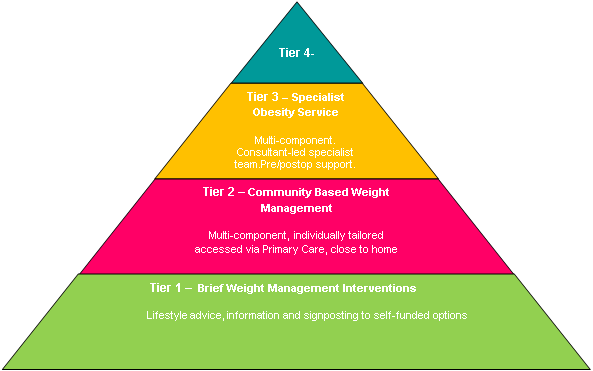 Tier 4-
Tier 3 – Specialist
Obesity Service
Multi-component.
Consultant-led specialist
team.Pre/postop support.
Tier 2 – Community Based Weight
Management
Multi-component, individually tailored
accessed via Primary Care, close to home
Tier 1 – Brief Weight Management Interventions
Lifestyle advice, information and signposting to self-funded options